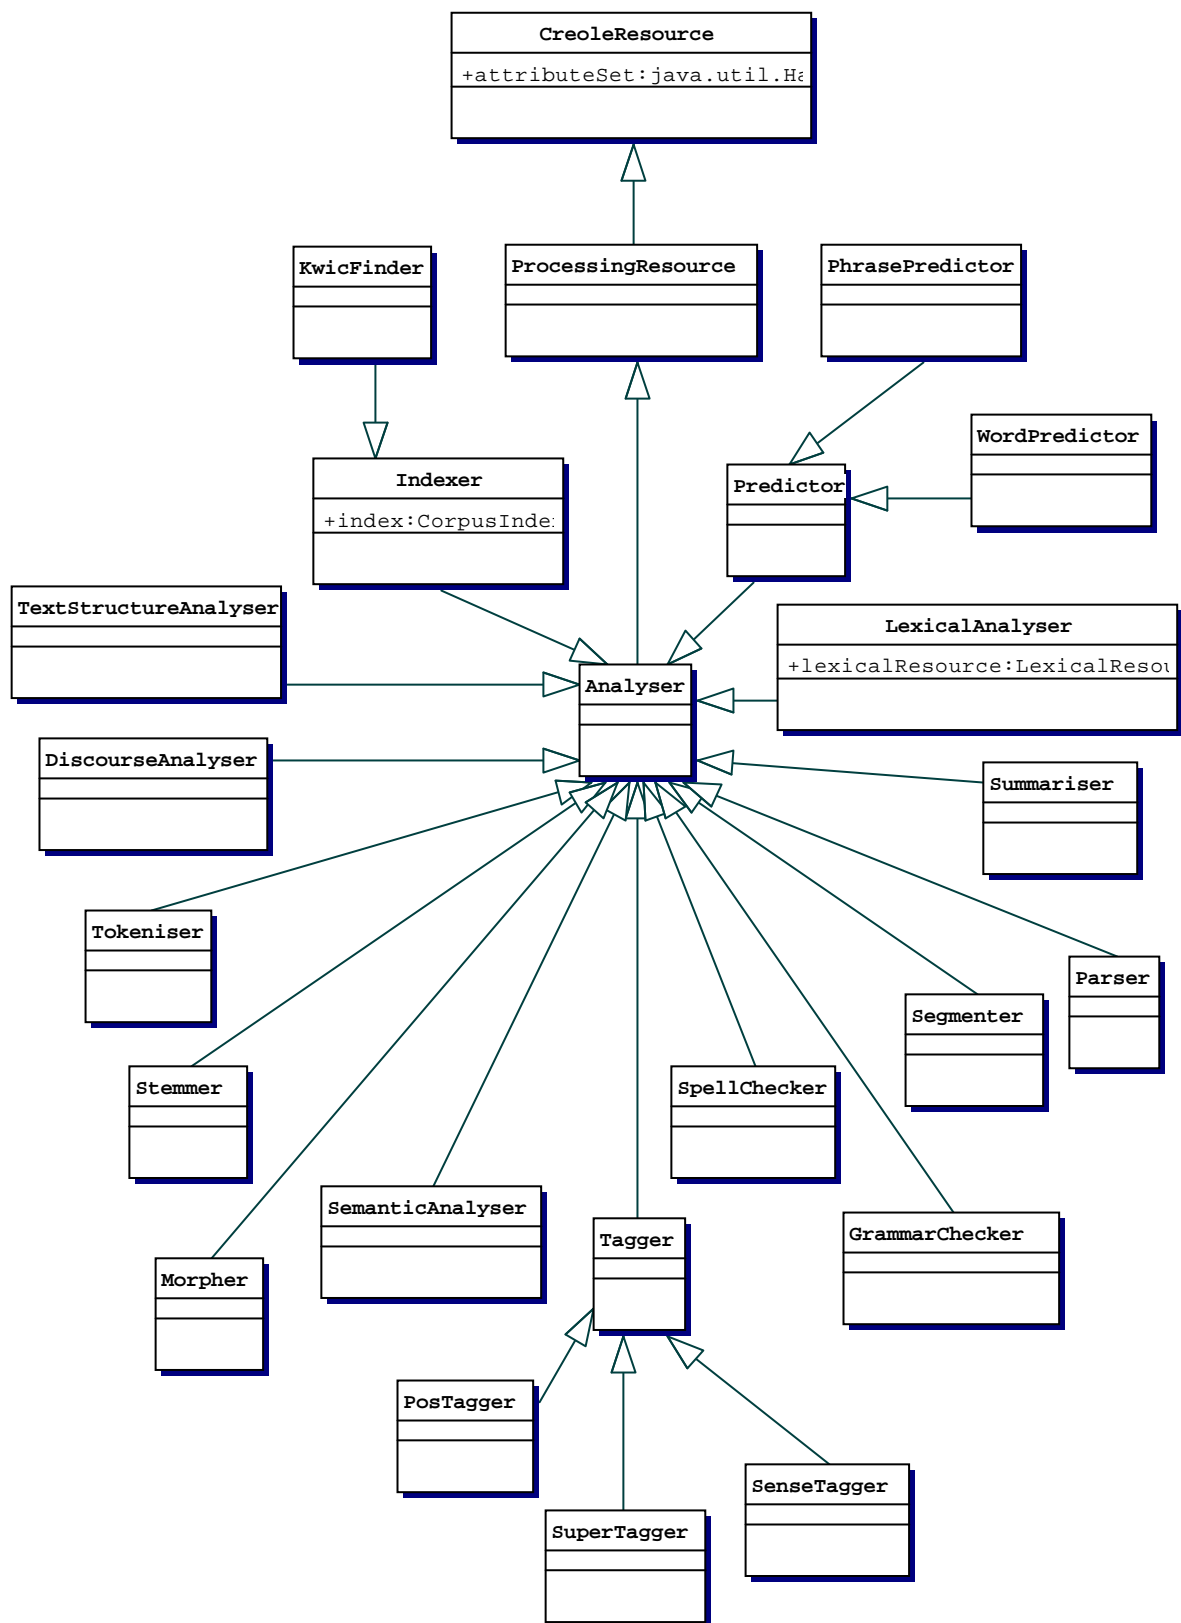 CreoleResource
+attributeSet:java.util.Ha
KwicFinder
ProcessingResource
PhrasePredictor
WordPredictor
Indexer
+index:CorpusInde
Predictor
TextStructureAnalyser
LexicalAnalyser
+lexicalResource:LexicalResou
Analyser
DiscourseAnalyser
Summariser
Tokeniser
Parser
Segmenter
Stemmer
SpellChecker
SemanticAnalyser
Tagger
GrammarChecker
Morpher
PosTagger
SenseTagger
SuperTagger